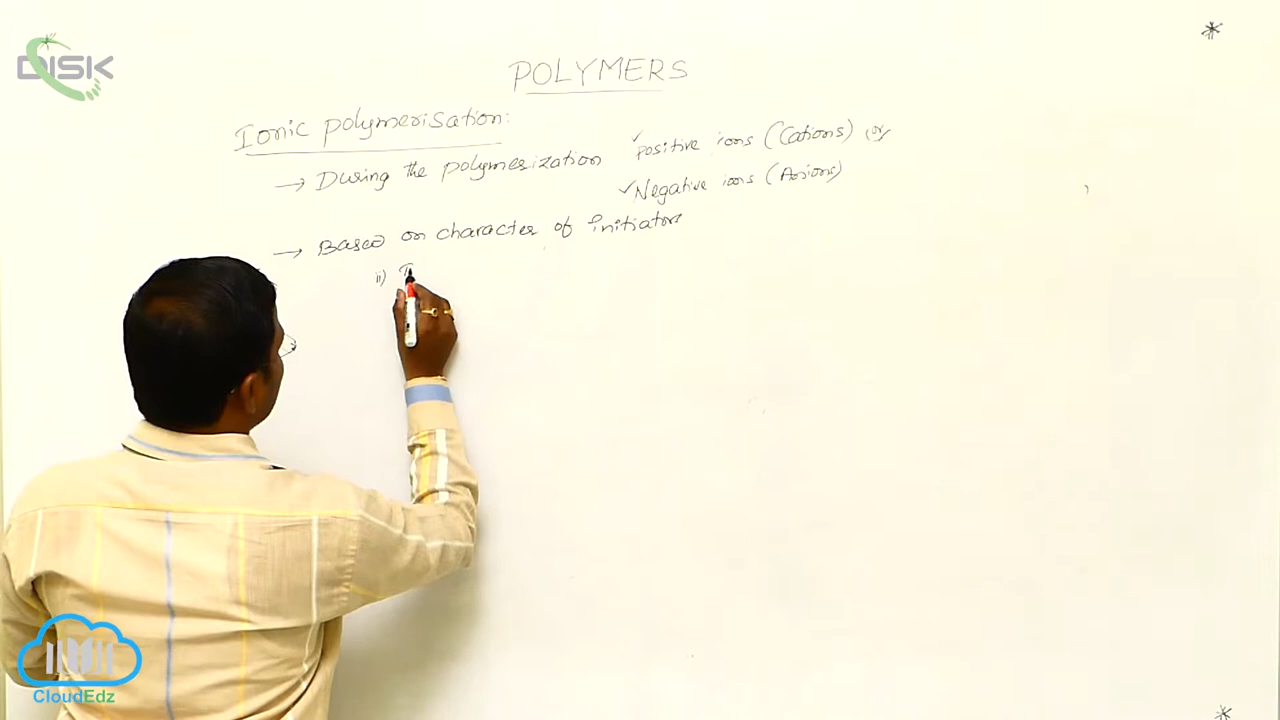 DISK
POLYMERS
Ionic polymerisation:
→ During the polymerization ✓positive ions (Cations) (or)
✓Negative ions (Anions)
→ Based on character of initiator
ii)
CloudEdz